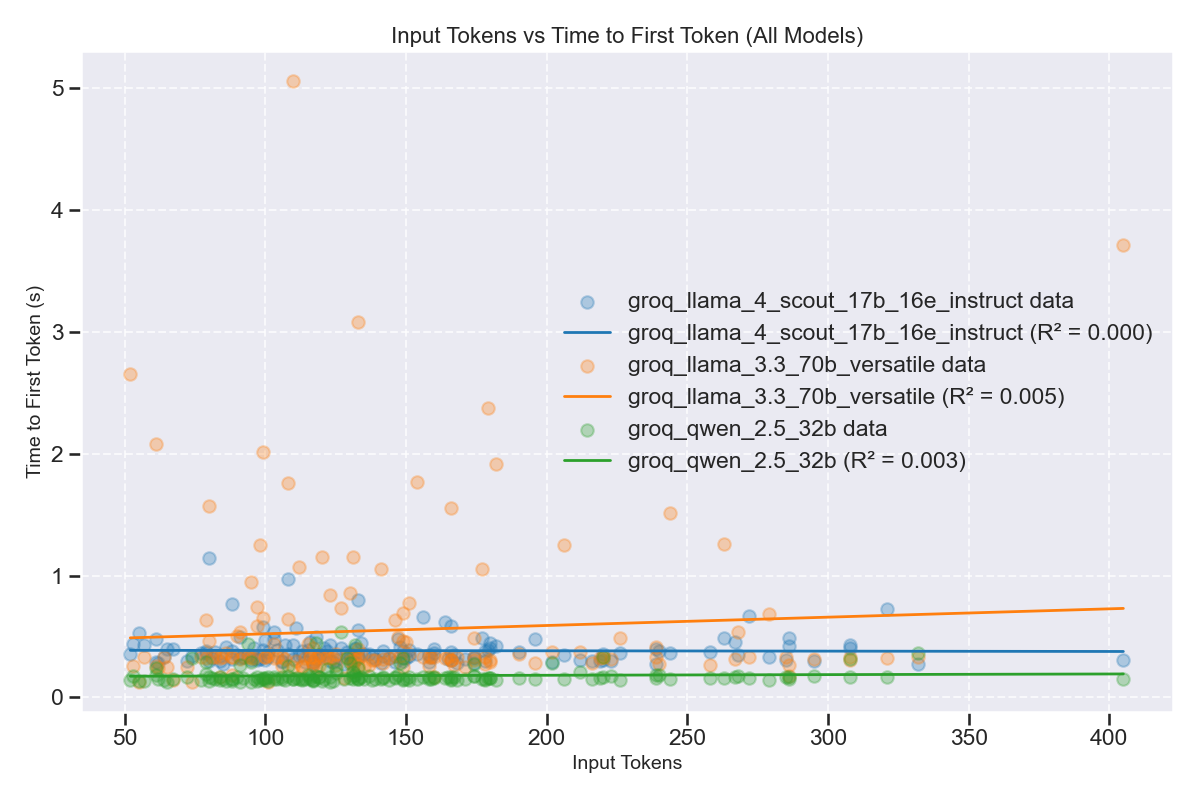 Input Tokens vs Time to First Token (All Models)
Time to First Token (s)
5
4
3
2
1
0
groq_llama_4_scout_17b_16e_instruct data
groq_llama_4_scout_17b_16e_instruct (R² = 0.000)
groq_llama_3.3_70b_versatile data
groq_llama_3.3_70b_versatile (R² = 0.005)
groq_qwen_2.5_32b data
groq_qwen_2.5_32b (R² = 0.003)
50 100 150 200 250 300 350 400
Input Tokens